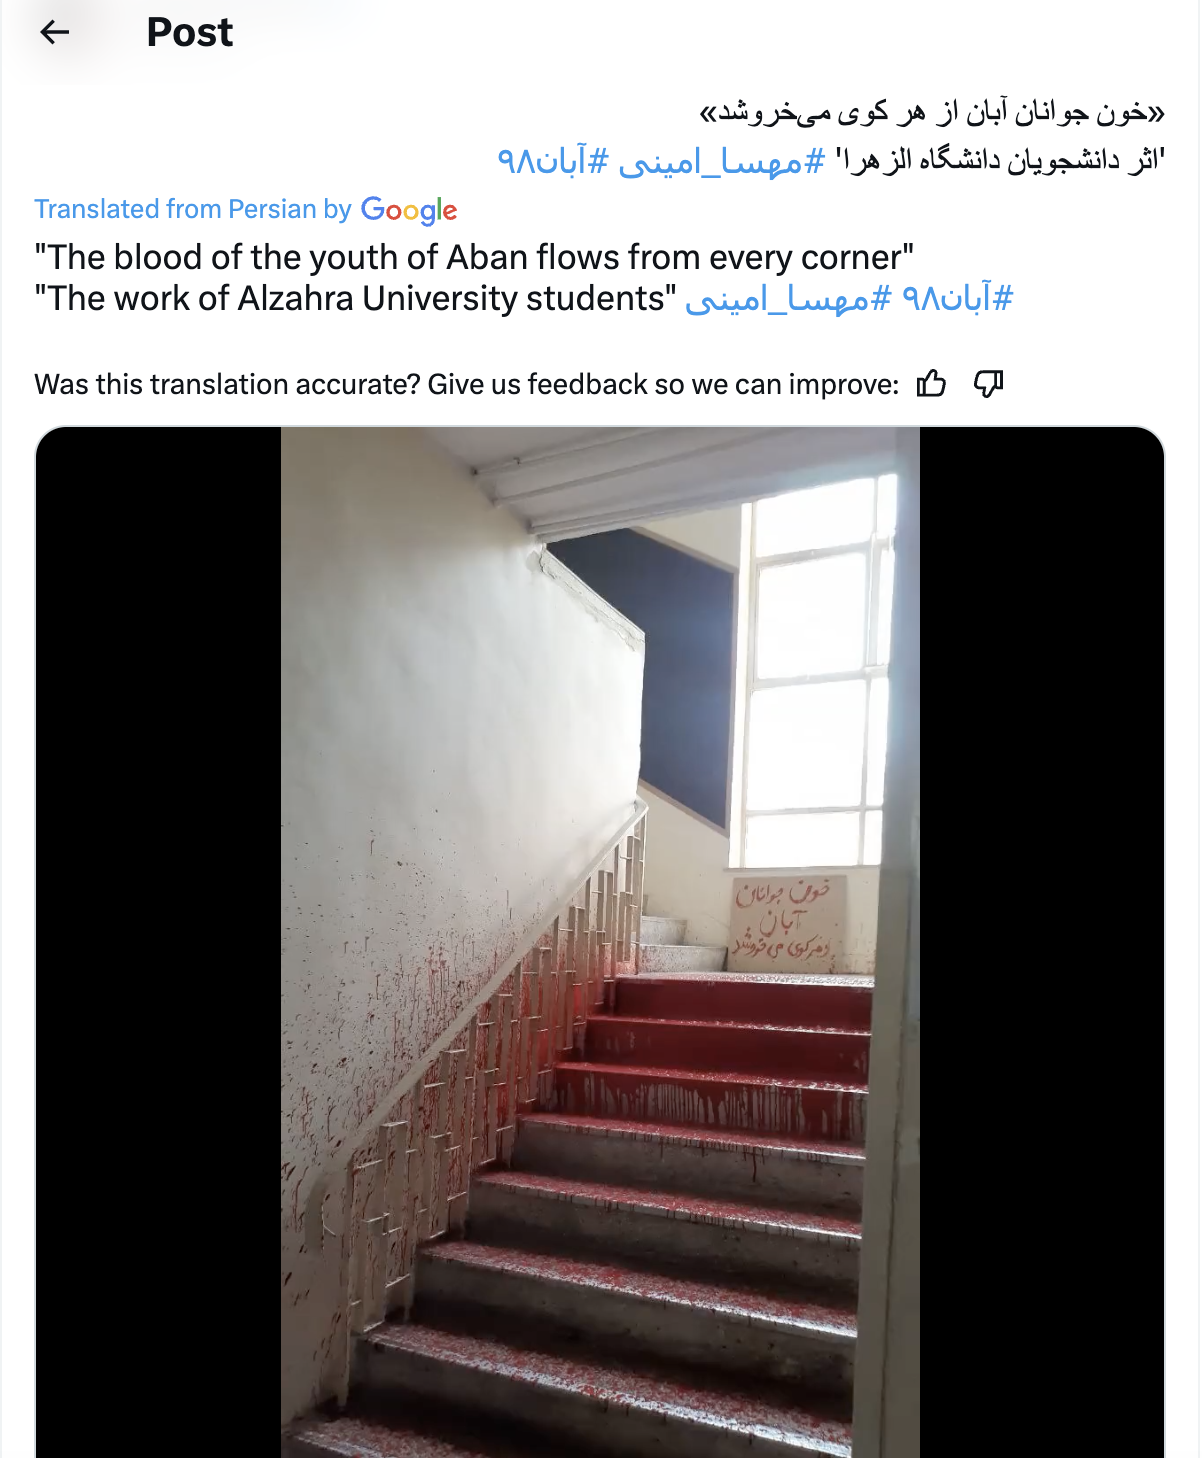 Post
«خون جوانان آبان از هر کوی می‌خروشد»
'اثر دانشجویان دانشگاه الزهرا' #مهسا_امینی #آبان۹۸
Translated from Persian by Google
"The blood of the youth of Aban flows from every corner"
"The work of Alzahra University students" #آبان۹۸ #مهسا_امینی
Was this translation accurate? Give us feedback so we can improve:
خون جوانان
آبان
از هر کوی می خروشد